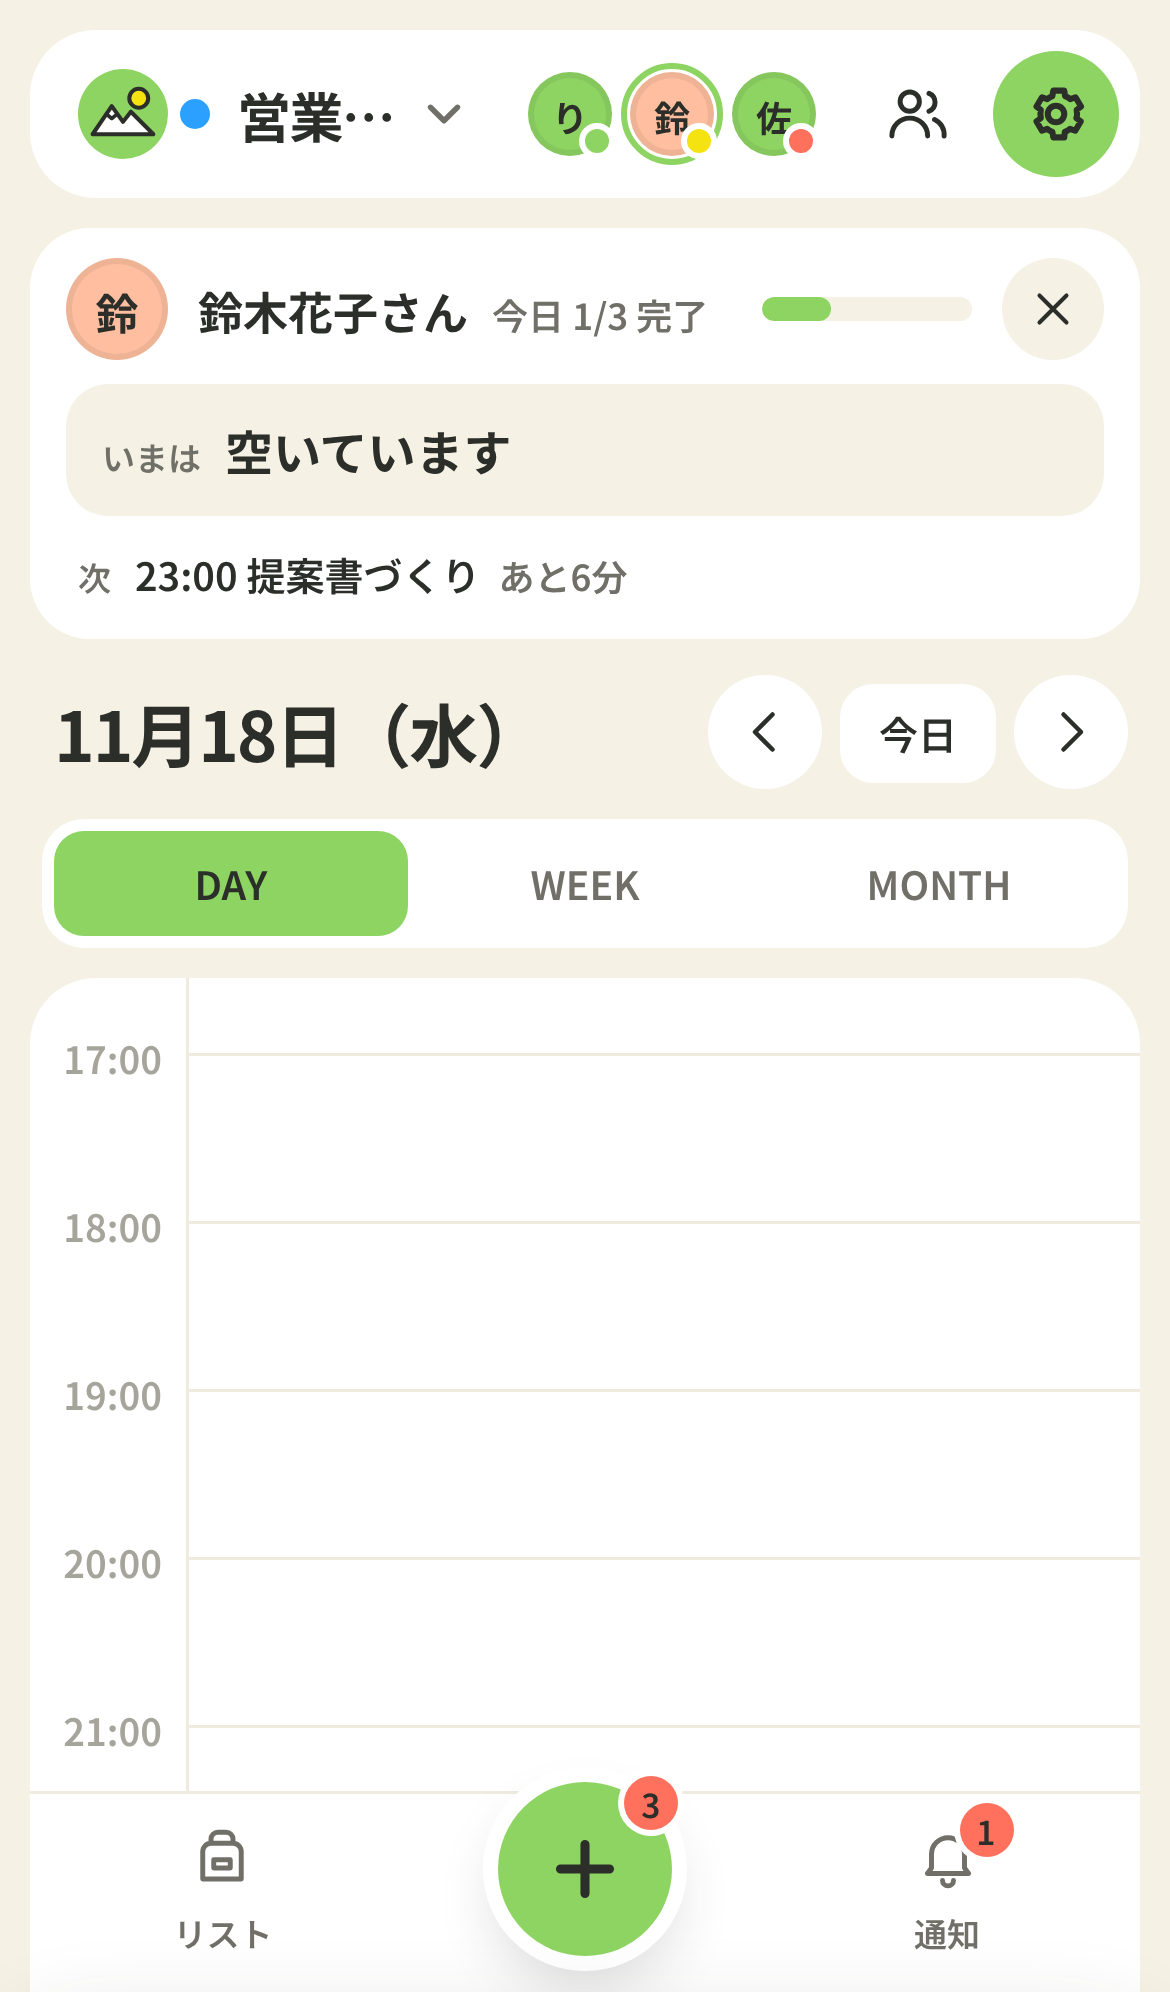 営業…
り
鈴
佐
鈴
鈴木花子さん 今日 1/3 完了
いまは 空いています
次 23:00 提案書づくり あと6分
11月18日（水）
今日
DAY WEEK MONTH
17:00
18:00
19:00
20:00
21:00
3
1
リスト
通知